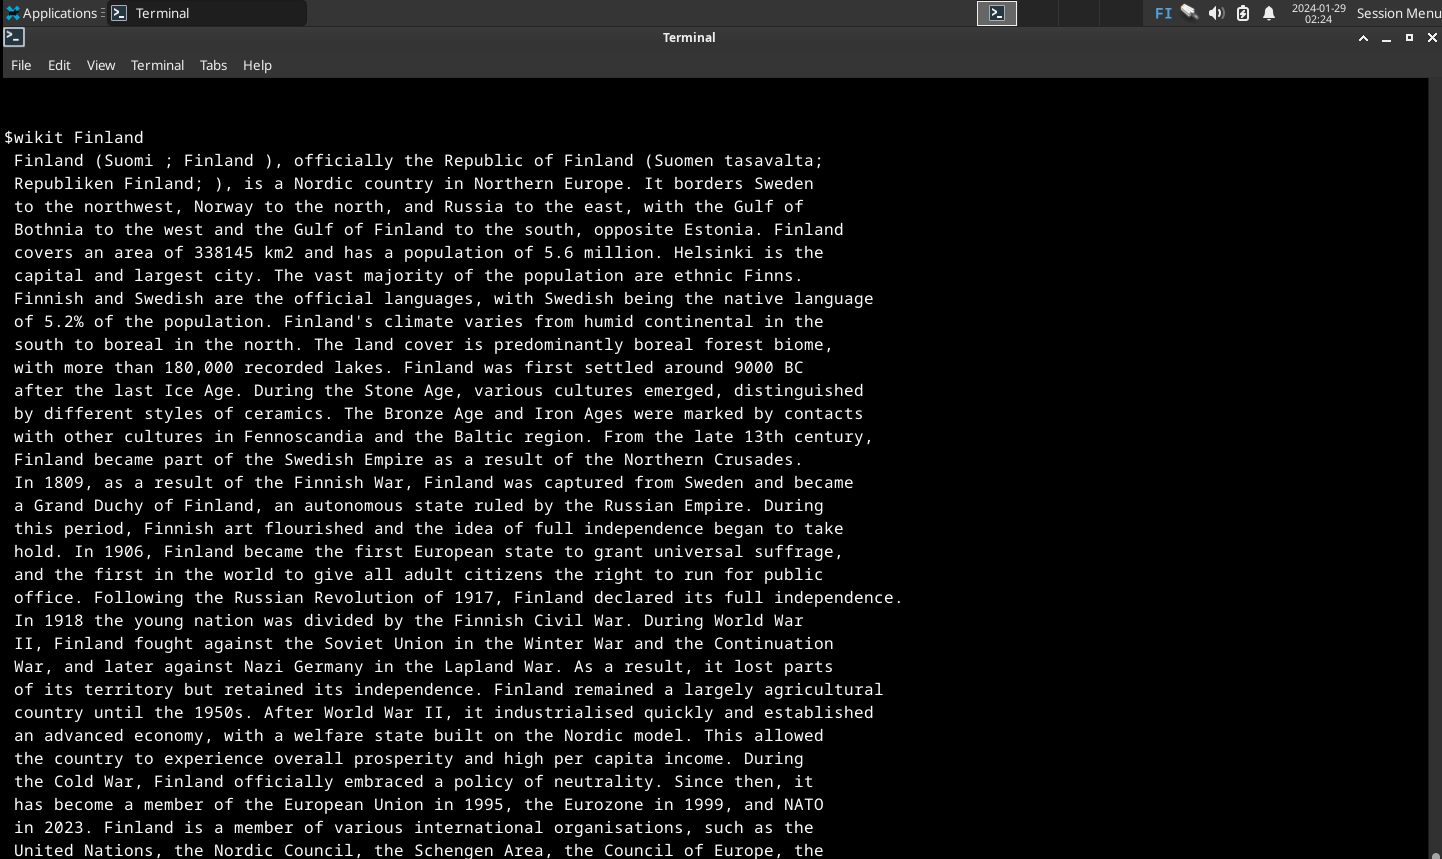 Applications
Terminal
FI
2024-01-29
02:24
Session Menu
Terminal
File Edit View Terminal Tabs Help
$wikit Finland
Finland (Suomi ; Finland ), officially the Republic of Finland (Suomen tasavalta;
Republiken Finland; ), is a Nordic country in Northern Europe. It borders Sweden
to the northwest, Norway to the north, and Russia to the east, with the Gulf of
Bothnia to the west and the Gulf of Finland to the south, opposite Estonia. Finland
covers an area of 338145 km2 and has a population of 5.6 million. Helsinki is the
capital and largest city. The vast majority of the population are ethnic Finns.
Finnish and Swedish are the official languages, with Swedish being the native language
of 5.2% of the population. Finland's climate varies from humid continental in the
south to boreal in the north. The land cover is predominantly boreal forest biome,
with more than 180,000 recorded lakes. Finland was first settled around 9000 BC
after the last Ice Age. During the Stone Age, various cultures emerged, distinguished
by different styles of ceramics. The Bronze Age and Iron Ages were marked by contacts
with other cultures in Fennoscandia and the Baltic region. From the late 13th century,
Finland became part of the Swedish Empire as a result of the Northern Crusades.
In 1809, as a result of the Finnish War, Finland was captured from Sweden and became
a Grand Duchy of Finland, an autonomous state ruled by the Russian Empire. During
this period, Finnish art flourished and the idea of full independence began to take
hold. In 1906, Finland became the first European state to grant universal suffrage,
and the first in the world to give all adult citizens the right to run for public
office. Following the Russian Revolution of 1917, Finland declared its full independence.
In 1918 the young nation was divided by the Finnish Civil War. During World War
II, Finland fought against the Soviet Union in the Winter War and the Continuation
War, and later against Nazi Germany in the Lapland War. As a result, it lost parts
of its territory but retained its independence. Finland remained a largely agricultural
country until the 1950s. After World War II, it industrialised quickly and established
an advanced economy, with a welfare state built on the Nordic model. This allowed
the country to experience overall prosperity and high per capita income. During
the Cold War, Finland officially embraced a policy of neutrality. Since then, it
has become a member of the European Union in 1995, the Eurozone in 1999, and NATO
in 2023. Finland is a member of various international organisations, such as the
United Nations, the Nordic Council, the Schengen Area, the Council of Europe, the